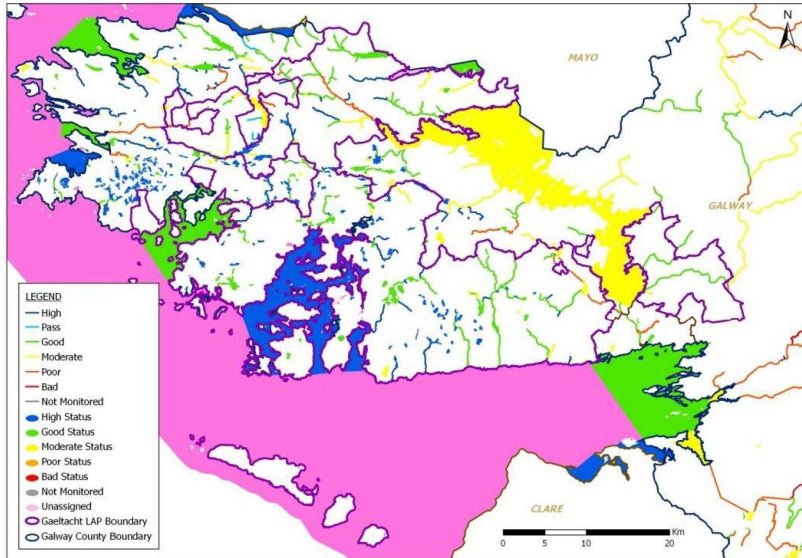 N
MAYO
GALWAY
LEGEND
High
Pass
Good
Moderate
Poor
Bad
Not Monitored
High Status
Good Status
Moderate Status
Poor Status
Bad Status
Not Monitored
Unassigned
Gaeltacht LAP Boundary
Galway County Boundary
CLARE
Km
0 5 10 20